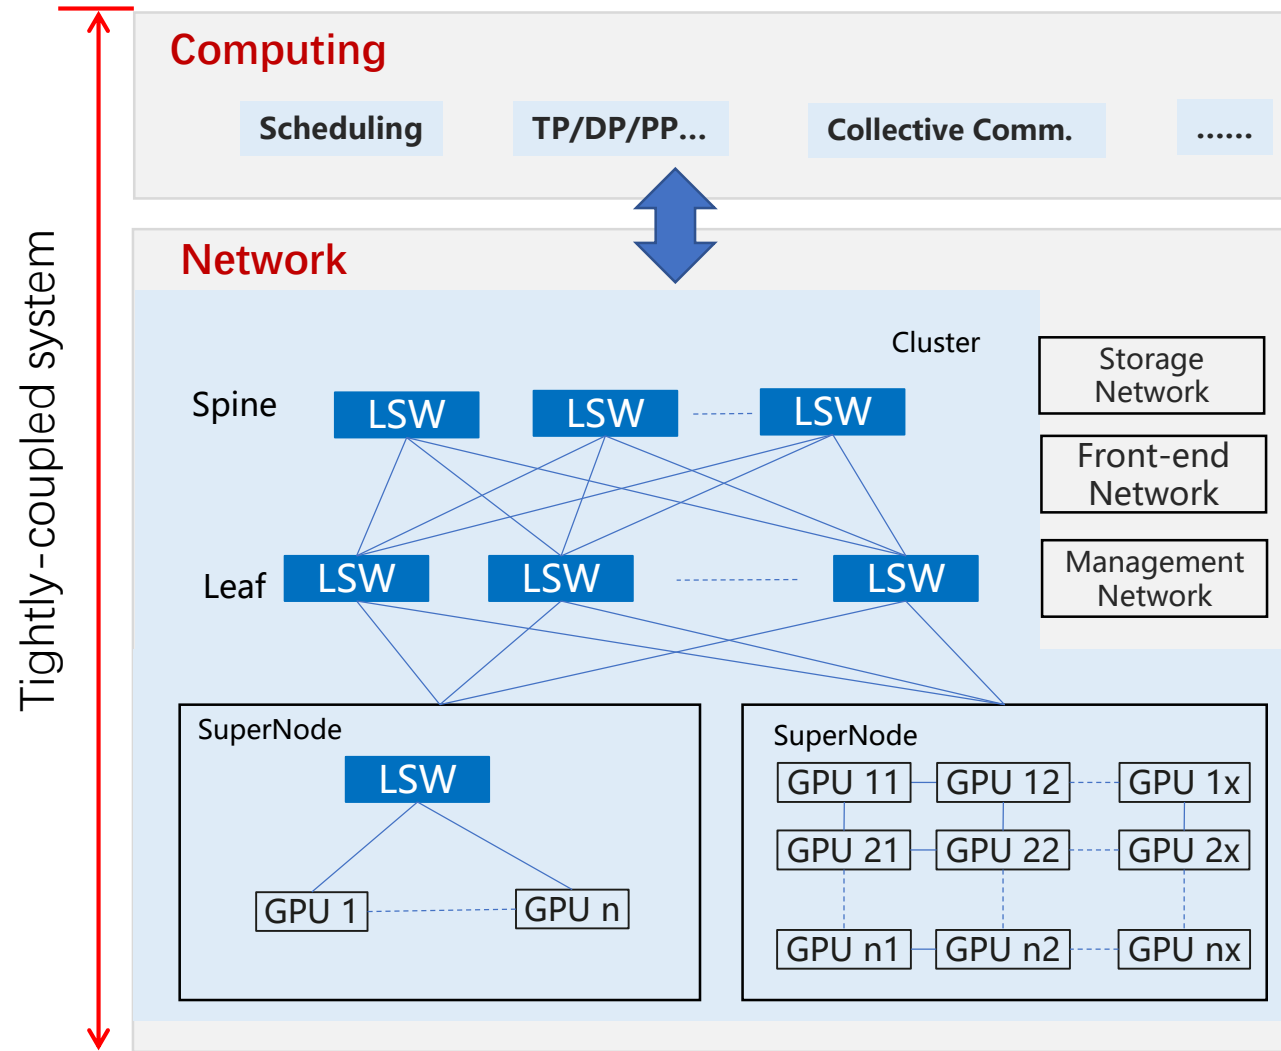 Tightly-coupled system
Computing
Scheduling
TP/DP/PP...
Collective Comm.
......
Network
Cluster
Spine
LSW
LSW
LSW
Storage
Network
Front-end
Network
Management
Network
Leaf
LSW
LSW
LSW
SuperNode
LSW
GPU 1
GPU n
SuperNode
GPU 11
GPU 12
GPU 1x
GPU 21
GPU 22
GPU 2x
GPU n1
GPU n2
GPU nx